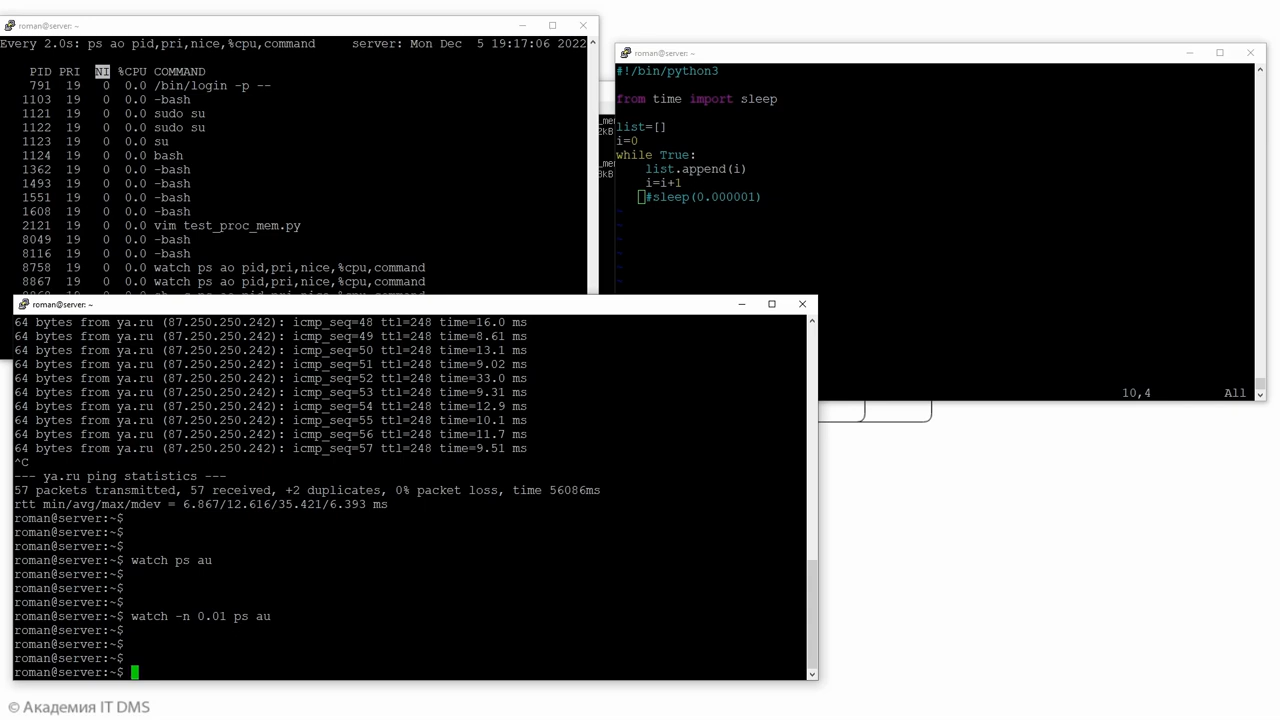 roman@server: ~
Every 2.0s: ps ao pid,pri,nice,%cpu,command     server: Mon Dec  5 19:17:06 2022
PID PRI  NI %CPU COMMAND
791  19   0  0.0 /bin/login -p --
1103  19   0  0.0 -bash
1121  19   0  0.0 sudo su
1122  19   0  0.0 sudo su
1123  19   0  0.0 su
1124  19   0  0.0 bash
1362  19   0  0.0 -bash
1493  19   0  0.0 -bash
1551  19   0  0.0 -bash
1608  19   0  0.0 -bash
2121  19   0  0.0 vim test_proc_mem.py
8049  19   0  0.0 -bash
8116  19   0  0.0 -bash
8758  19   0  0.0 watch ps ao pid,pri,nice,%cpu,command
8867  19   0  0.0 watch ps ao pid,pri,nice,%cpu,command
roman@server: ~
#!/bin/python3
from time import sleep
list=[]
i=0
while True:
    list.append(i)
    i=i+1
    #sleep(0.000001)
~
~
~
~
~
~
10,4          All
roman@server: ~
64 bytes from ya.ru (87.250.250.242): icmp_seq=48 ttl=248 time=16.0 ms
64 bytes from ya.ru (87.250.250.242): icmp_seq=49 ttl=248 time=8.61 ms
64 bytes from ya.ru (87.250.250.242): icmp_seq=50 ttl=248 time=13.1 ms
64 bytes from ya.ru (87.250.250.242): icmp_seq=51 ttl=248 time=9.02 ms
64 bytes from ya.ru (87.250.250.242): icmp_seq=52 ttl=248 time=33.0 ms
64 bytes from ya.ru (87.250.250.242): icmp_seq=53 ttl=248 time=9.31 ms
64 bytes from ya.ru (87.250.250.242): icmp_seq=54 ttl=248 time=12.9 ms
64 bytes from ya.ru (87.250.250.242): icmp_seq=55 ttl=248 time=10.1 ms
64 bytes from ya.ru (87.250.250.242): icmp_seq=56 ttl=248 time=11.7 ms
64 bytes from ya.ru (87.250.250.242): icmp_seq=57 ttl=248 time=9.51 ms
^C
--- ya.ru ping statistics ---
57 packets transmitted, 57 received, +2 duplicates, 0% packet loss, time 56086ms
rtt min/avg/max/mdev = 6.867/12.616/35.421/6.393 ms
roman@server:~$
roman@server:~$
roman@server:~$
roman@server:~$ watch ps au
roman@server:~$
roman@server:~$
roman@server:~$
roman@server:~$ watch -n 0.01 ps au
roman@server:~$
roman@server:~$
roman@server:~$
roman@server:~$
© Академия IT DMS